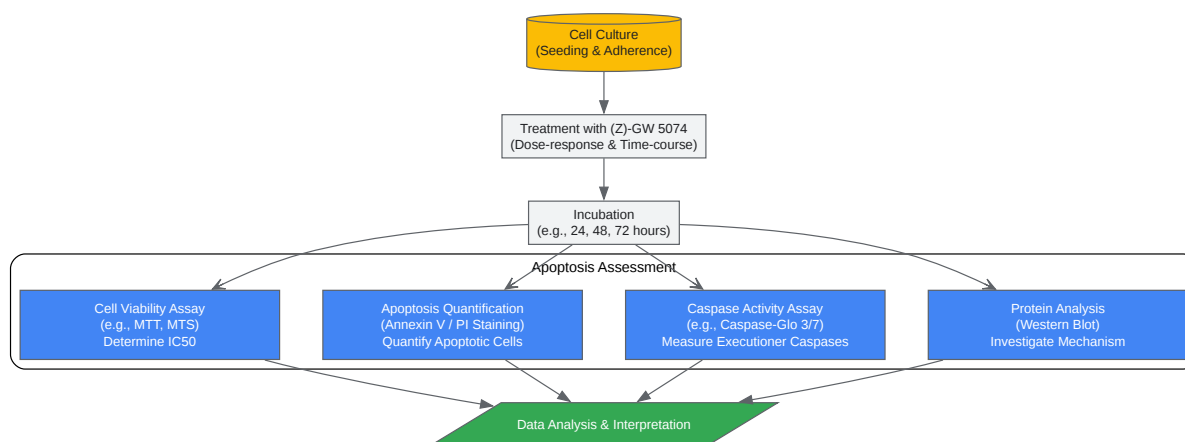 Cell Culture
(Seeding & Adherence)
Treatment with (Z)-GW 5074
(Dose-response & Time-course)
Incubation
(e.g., 24, 48, 72 hours)
Apoptosis Assessment
Cell Viability Assay
(e.g., MTT, MTS)
Determine IC50
Apoptosis Quantification
(Annexin V / PI Staining)
Quantify Apoptotic Cells
Caspase Activity Assay
(e.g., Caspase-Glo 3/7)
Measure Executioner Caspases
Protein Analysis
(Western Blot)
Investigate Mechanism
Data Analysis & Interpretation